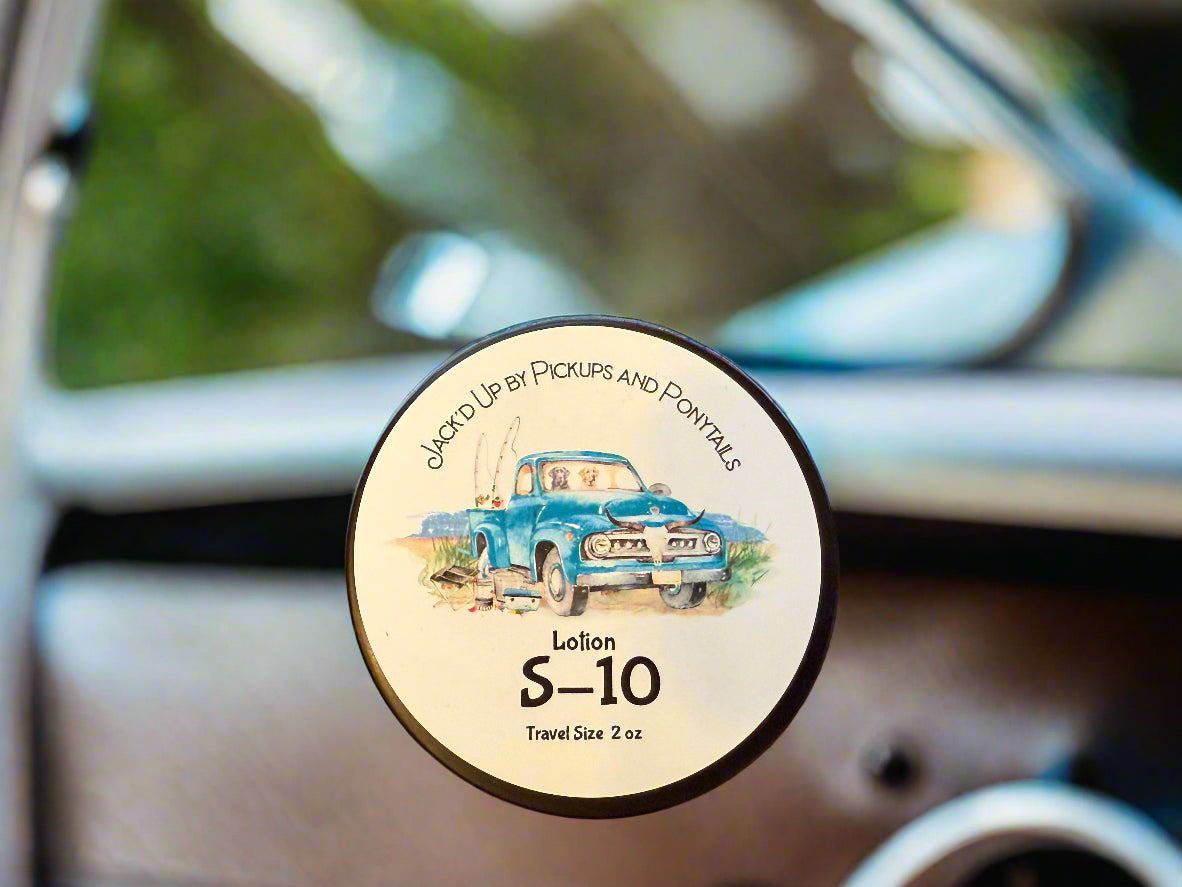 Jack'd Up by Pickups and Ponytails
Lotion
S-10
Travel Size 2 oz